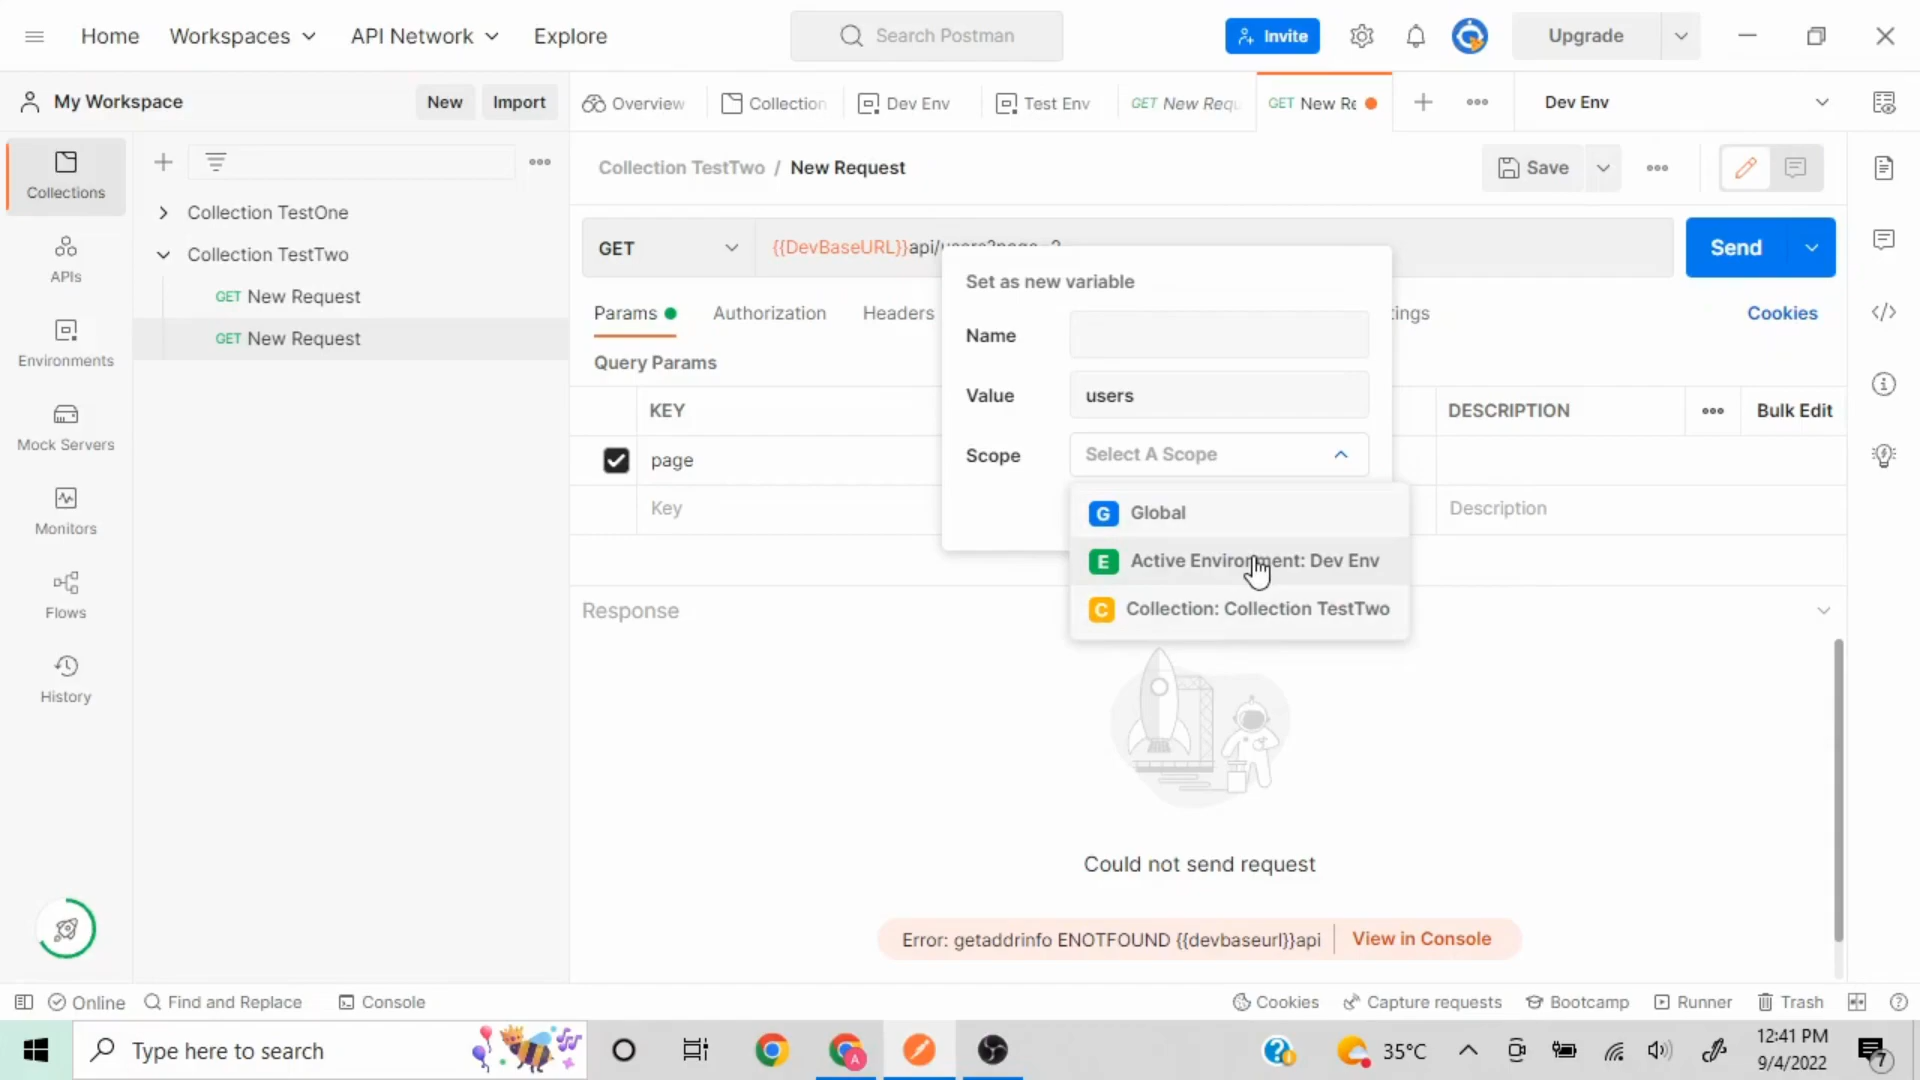 Home Workspaces API Network Explore Search Postman Invite Upgrade
My Workspace New Import Overview Collection Dev Env Test Env GET New Requ GET New Re Dev Env
Collections
Collection TestOne
Collection TestTwo
GET New Request
GET New Request
APIs
Environments
Mock Servers
Monitors
Flows
History
Collection TestTwo / New Request Save
GET {{DevBaseURL}}api/users?page=2 Send
Params Authorization Headers ings Cookies
Query Params
KEY DESCRIPTION Bulk Edit
page
Key Description
Set as new variable
Name
Value users
Scope Select A Scope
G Global
E Active Environment: Dev Env
C Collection: Collection TestTwo
Response
Could not send request
Error: getaddrinfo ENOTFOUND {{devbaseurl}}api View in Console
Online Find and Replace Console Cookies Capture requests Bootcamp Runner Trash
Type here to search A 35°C 12:41 PM
9/4/2022 7